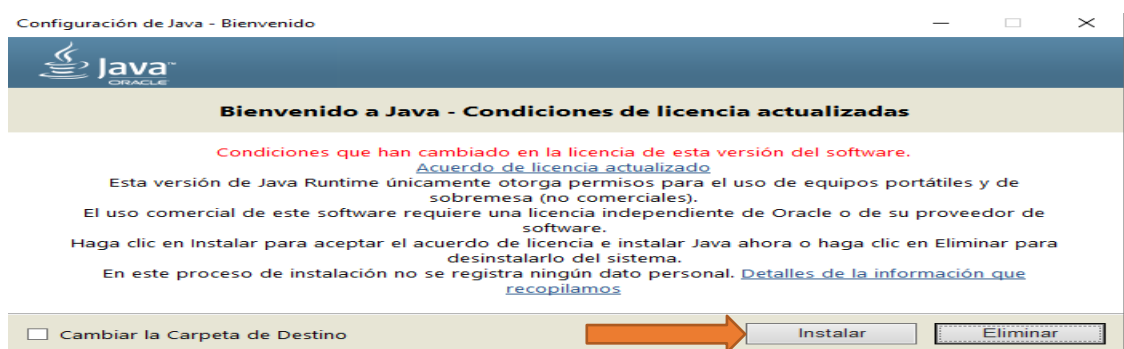 Configuración de Java - Bienvenido
Java™
ORACLE
Bienvenido a Java - Condiciones de licencia actualizadas
Condiciones que han cambiado en la licencia de esta versión del software.
Acuerdo de licencia actualizado
Esta versión de Java Runtime únicamente otorga permisos para el uso de equipos portátiles y de
sobremesa (no comerciales).
El uso comercial de este software requiere una licencia independiente de Oracle o de su proveedor de
software.
Haga clic en Instalar para aceptar el acuerdo de licencia e instalar Java ahora o haga clic en Eliminar para
desinstalarlo del sistema.
En este proceso de instalación no se registra ningún dato personal. Detalles de la información que
recopilamos
Cambiar la Carpeta de Destino
Instalar
Eliminar